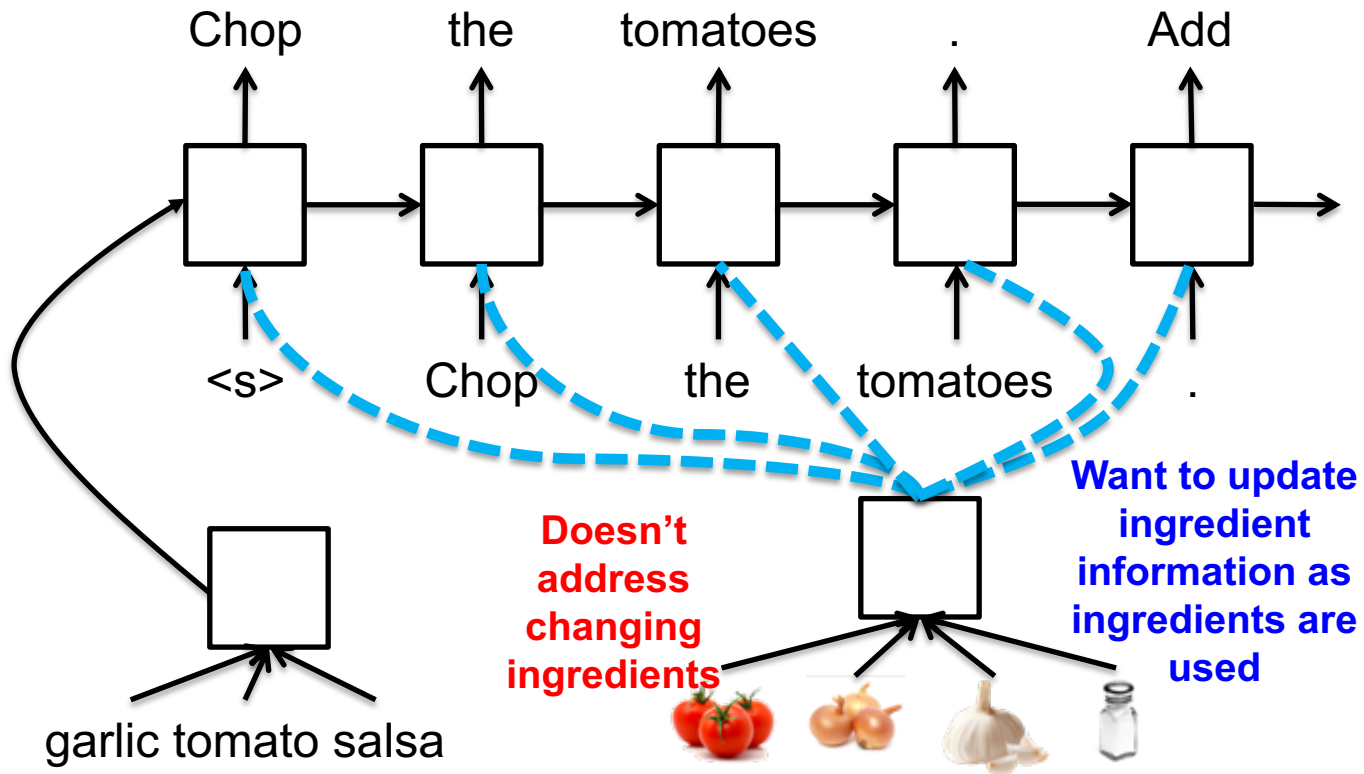 Chop the tomatoes . Add
<s> Chop the tomatoes .
Doesn’t
address
changing
ingredients
Want to update
ingredient
information as
ingredients are
used
garlic tomato salsa